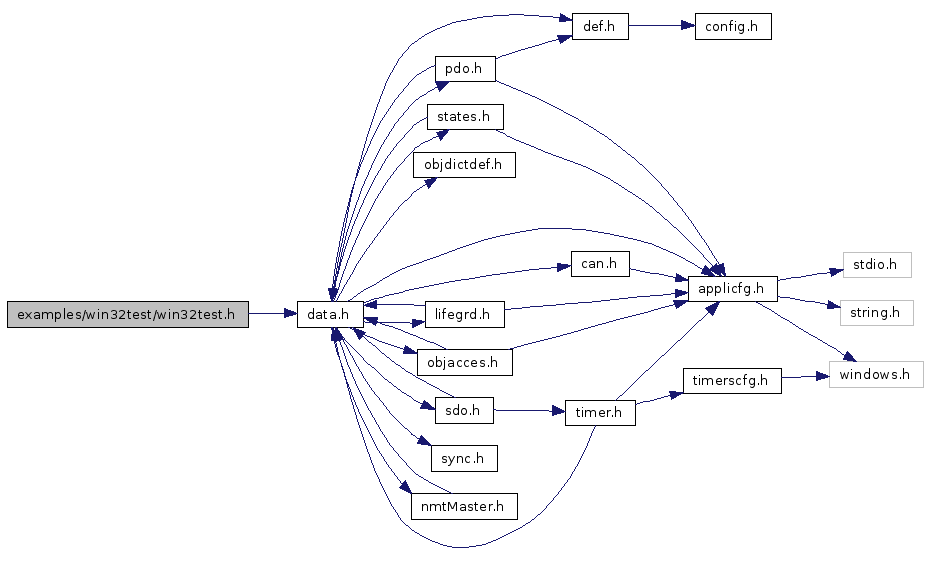 def.h
config.h
pdo.h
states.h
objdictdef.h
can.h
stdio.h
applicfg.h
examples/win32test/win32test.h
data.h
lifegrd.h
string.h
objacces.h
timerscfg.h
windows.h
sdo.h
timer.h
sync.h
nmtMaster.h